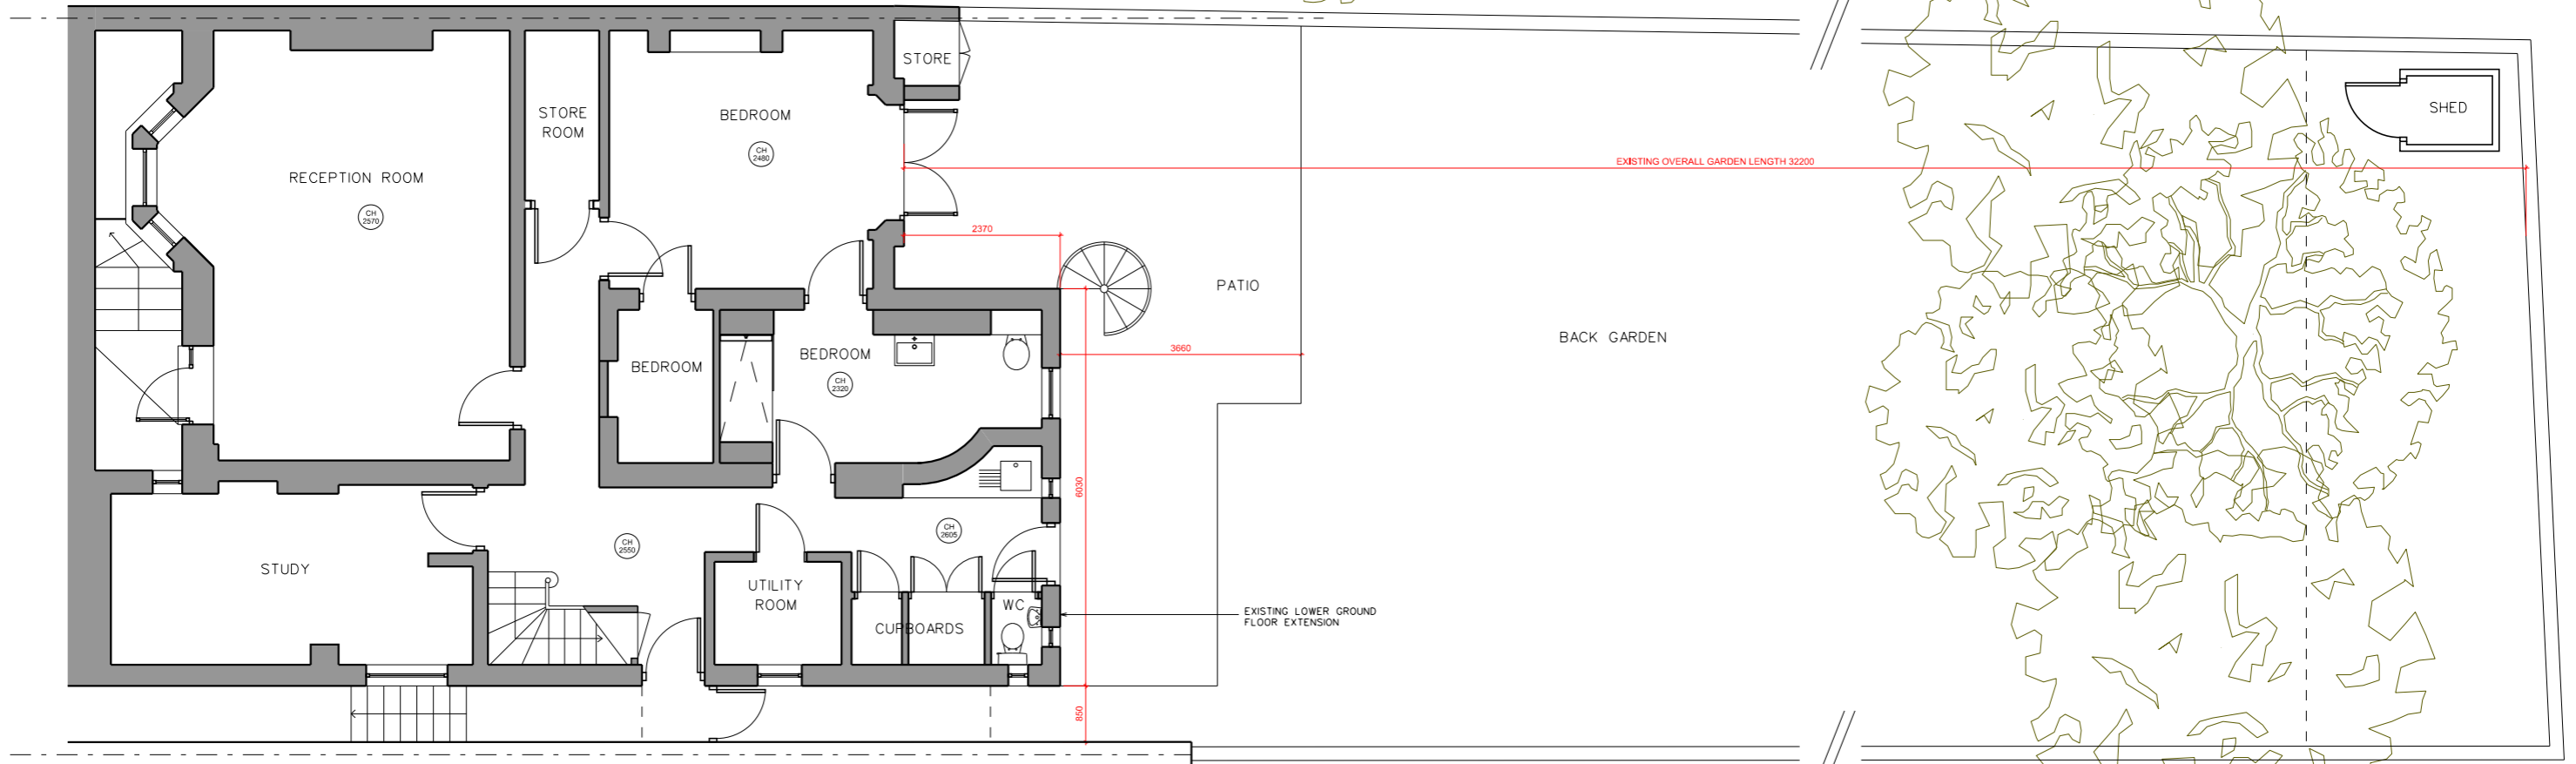 STORE
STORE
ROOM
BEDROOM
CH
2480
SHED
EXISTING OVERALL GARDEN LENGTH 32200
RECEPTION ROOM
CH
2570
2370
PATIO
BACK GARDEN
3660
BEDROOM
BEDROOM
CH
2320
6030
CH
2605
CH
2550
STUDY
UTILITY
ROOM
WC
CUPBOARDS
EXISTING LOWER GROUND
FLOOR EXTENSION
850